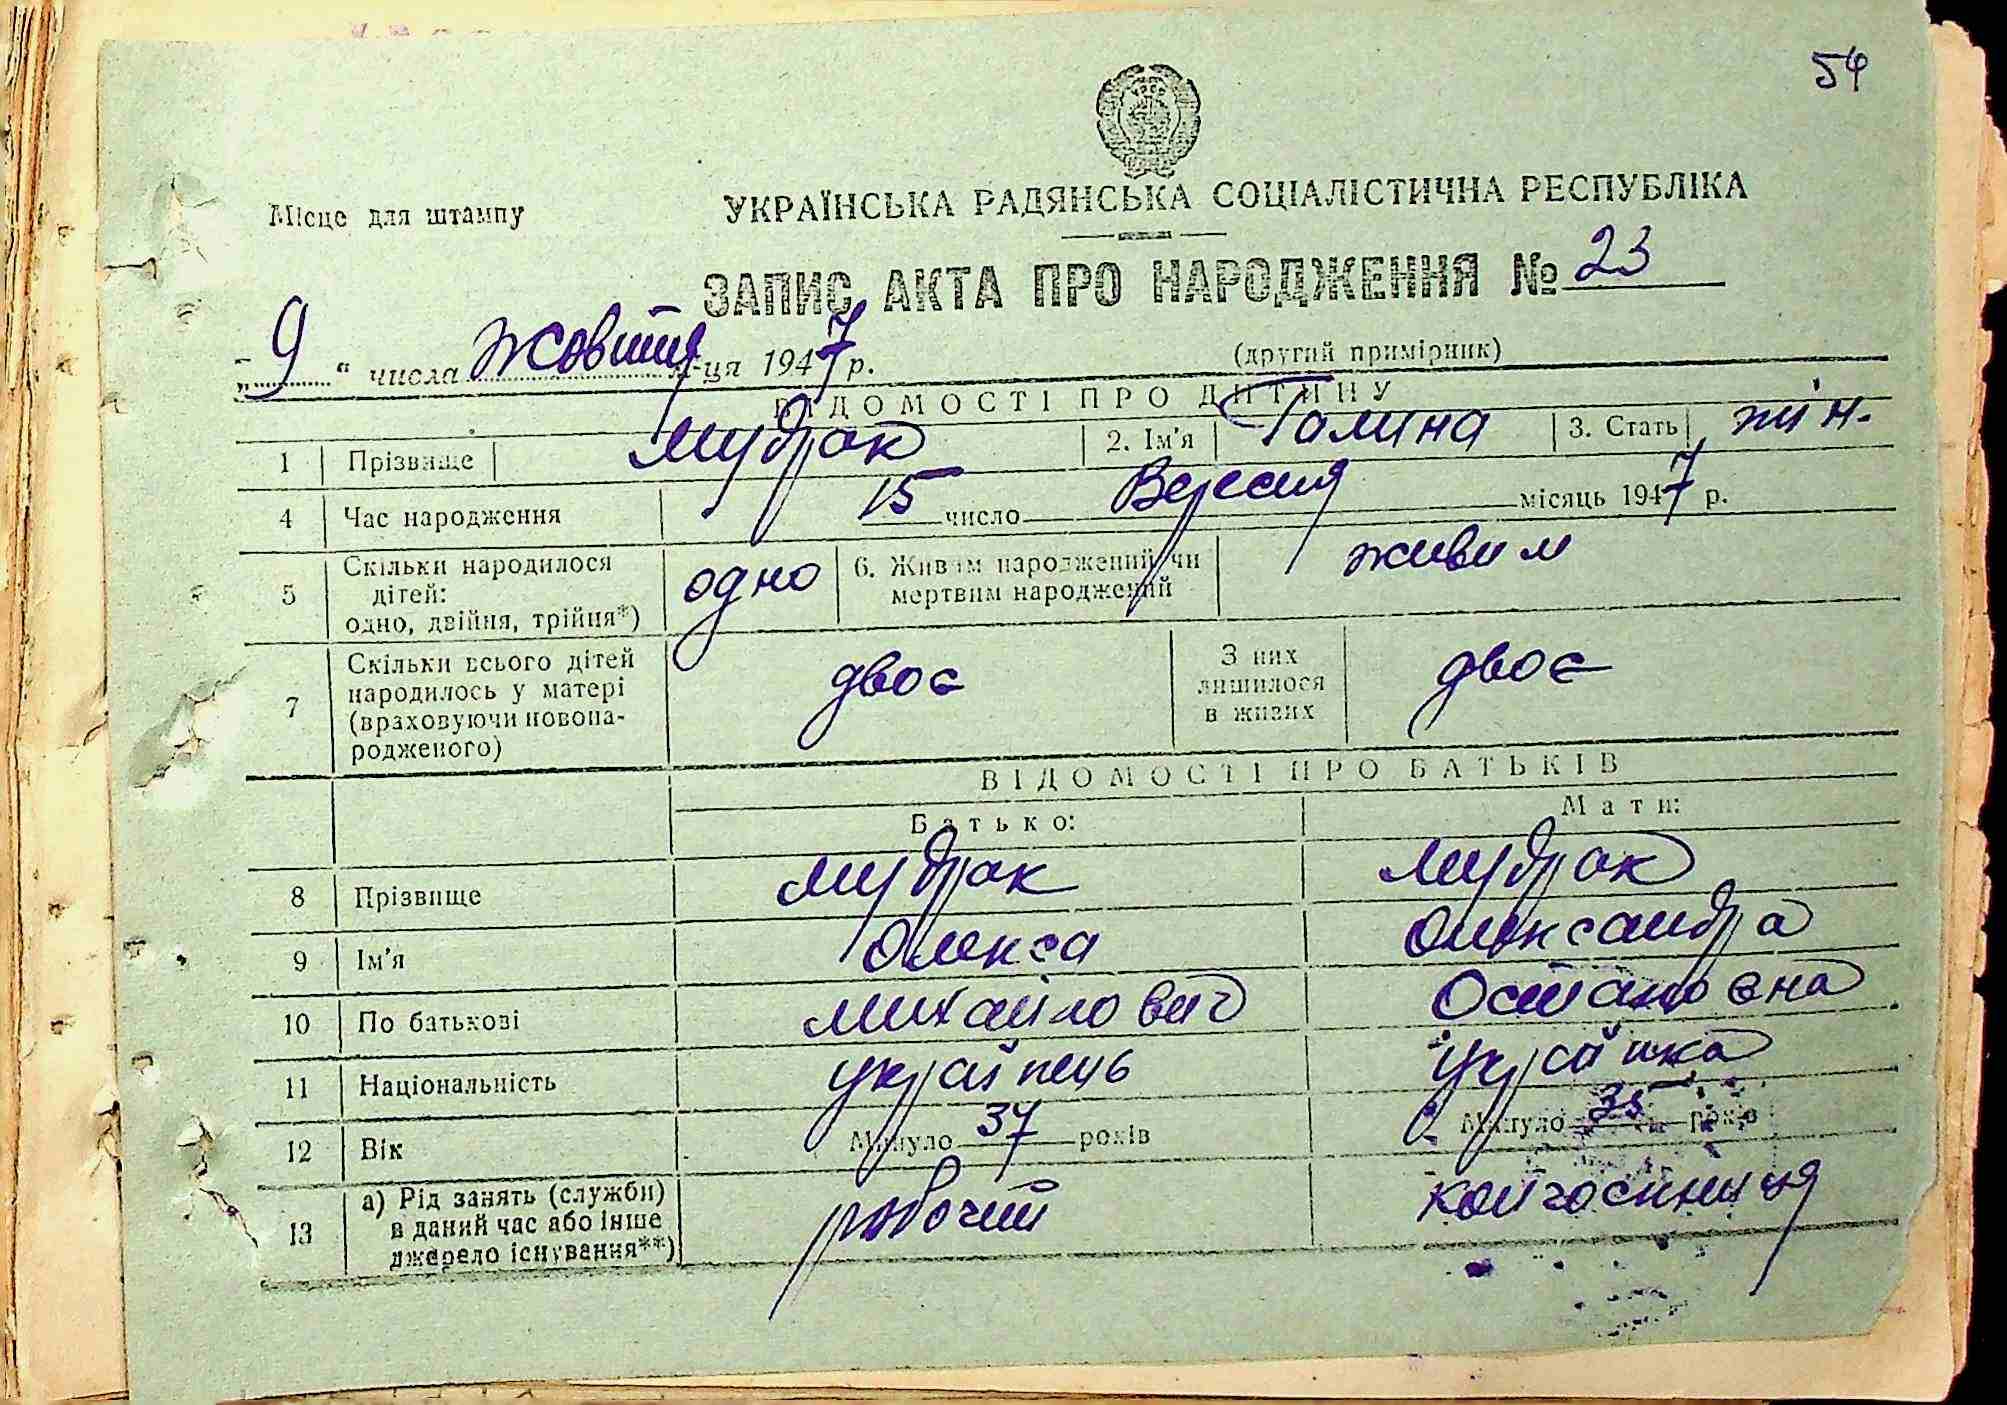 54
УКРАЇНСЬКА РАДЯНСЬКА СОЦІАЛІСТИЧНА РЕСПУБЛІКА
Місце для штампу
ЗАПИС АКТА ПРО НАРОДЖЕННЯ № 23
„9“ числа Жовтня м-ця 1947 р.
(другий примірник)
ВІДОМОСТІ ПРО ДИТИНУ
1 Прізвище Мудрак 2. Ім'я Галина 3. Стать жін.
4 Час народження 15 число Вересня місяць 1947 р.
5 Скільки народилося дітей: одно, двійня, трійня*) одно 6. Живим народжений чи мертвим народжений живим
7 Скільки всього дітей народилось у матері (враховуючи новона-родженого) двоє З них лишилося в живих двоє
ВІДОМОСТІ ПРО БАТЬКІВ
Батько: Мати:
8 Прізвище Мудрак Мудрак
9 Ім'я Олекса Олександра
10 По батькові Михайлович Остаповна
11 Національність українець українка
12 Вік Минуло 37 років Минуло 35 років
13 а) Рід занять (служби) в даний час або інше джерело існування**) робочий колгоспниця